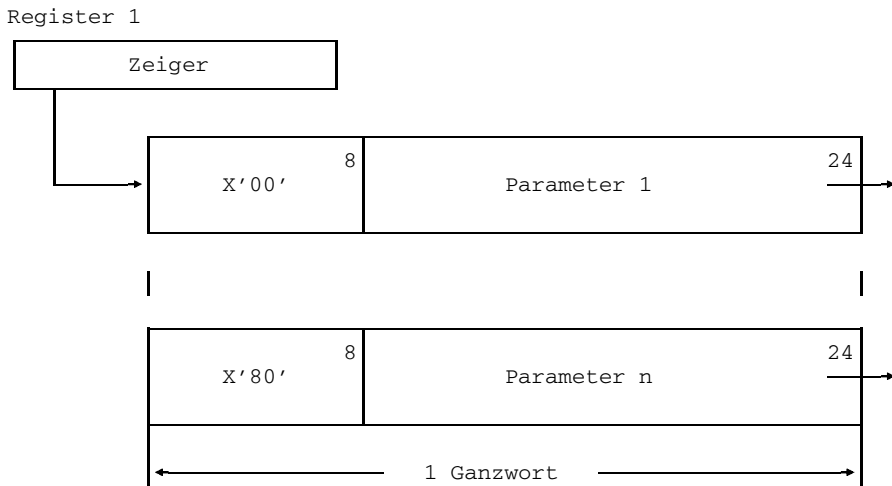 Register 1
Zeiger
8
24
X'00'
Parameter 1
8
24
X'80'
Parameter n
1 Ganzwort